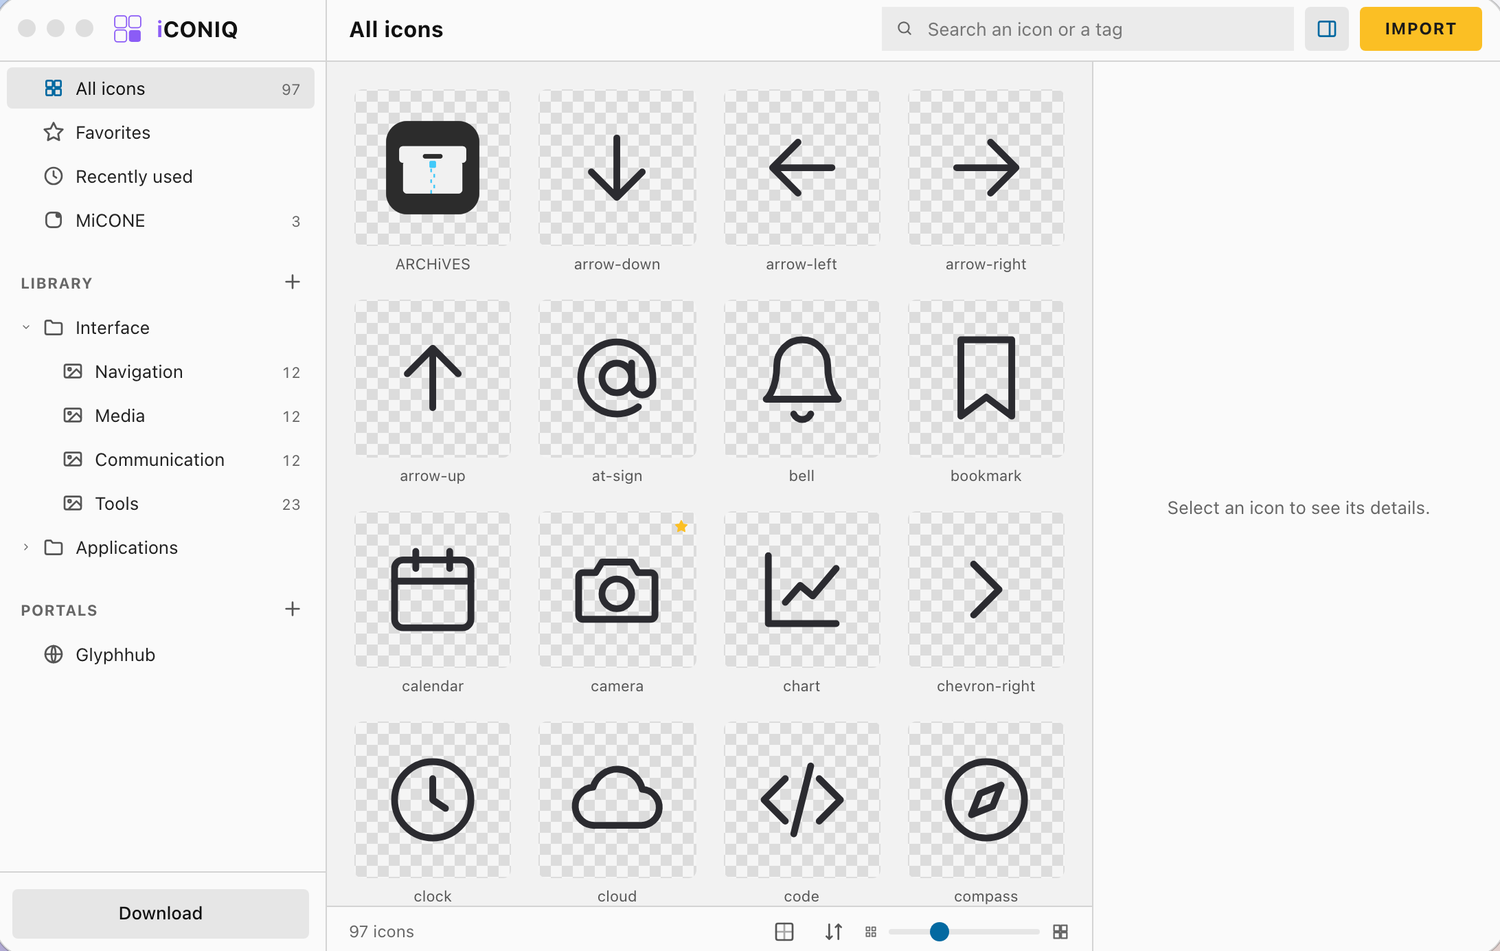 iCONIQ
All icons
Search an icon or a tag
IMPORT
All icons 97
Favorites
Recently used
MiCONE 3
LIBRARY
Interface
Navigation 12
Media 12
Communication 12
Tools 23
Applications
PORTALS
Glyphhub
Download
ARCHiVES arrow-down arrow-left arrow-right
arrow-up at-sign bell bookmark
calendar camera chart chevron-right
clock cloud code compass
97 icons
Select an icon to see its details.